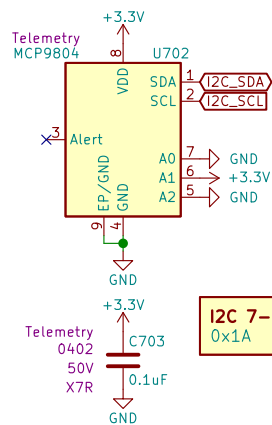 +3.3V
Telemetry
MCP9804
U702
8
VDD
SDA 1 I2C_SDA
SCL 2 I2C_SCL
3 Alert
A0 7 GND
A1 6 +3.3V
A2 5 GND
EP/GND
GND
9 4
GND
+3.3V
Telemetry
0402
50V
X7R
C703
0.1uF
GND
I2C 7-
0x1A